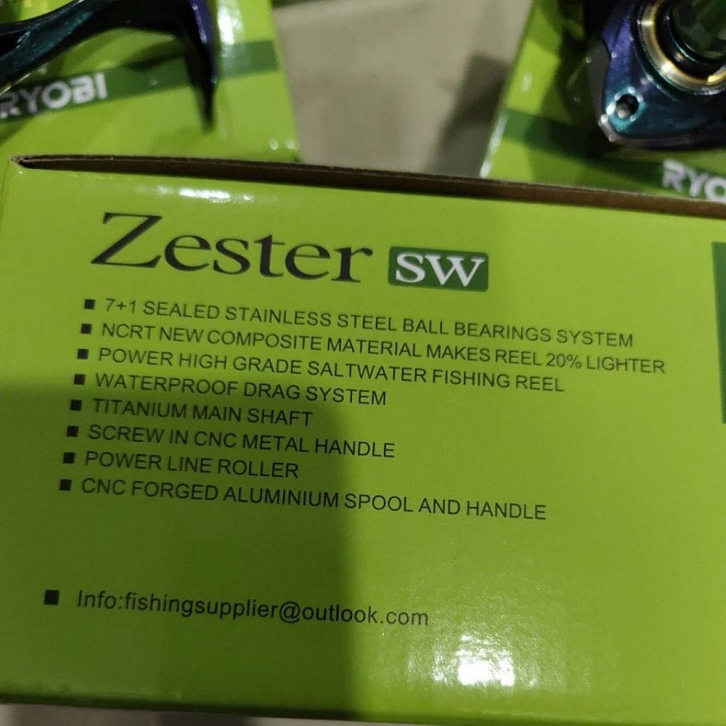 RYOBI
RYO
Zester SW
■ 7+1 SEALED STAINLESS STEEL BALL BEARINGS SYSTEM
■ NCRT NEW COMPOSITE MATERIAL MAKES REEL 20% LIGHTER
■ POWER HIGH GRADE SALTWATER FISHING REEL
■ WATERPROOF DRAG SYSTEM
■ TITANIUM MAIN SHAFT
■ SCREW IN CNC METAL HANDLE
■ POWER LINE ROLLER
■ CNC FORGED ALUMINIUM SPOOL AND HANDLE
■ Info:fishingsupplier@outlook.com